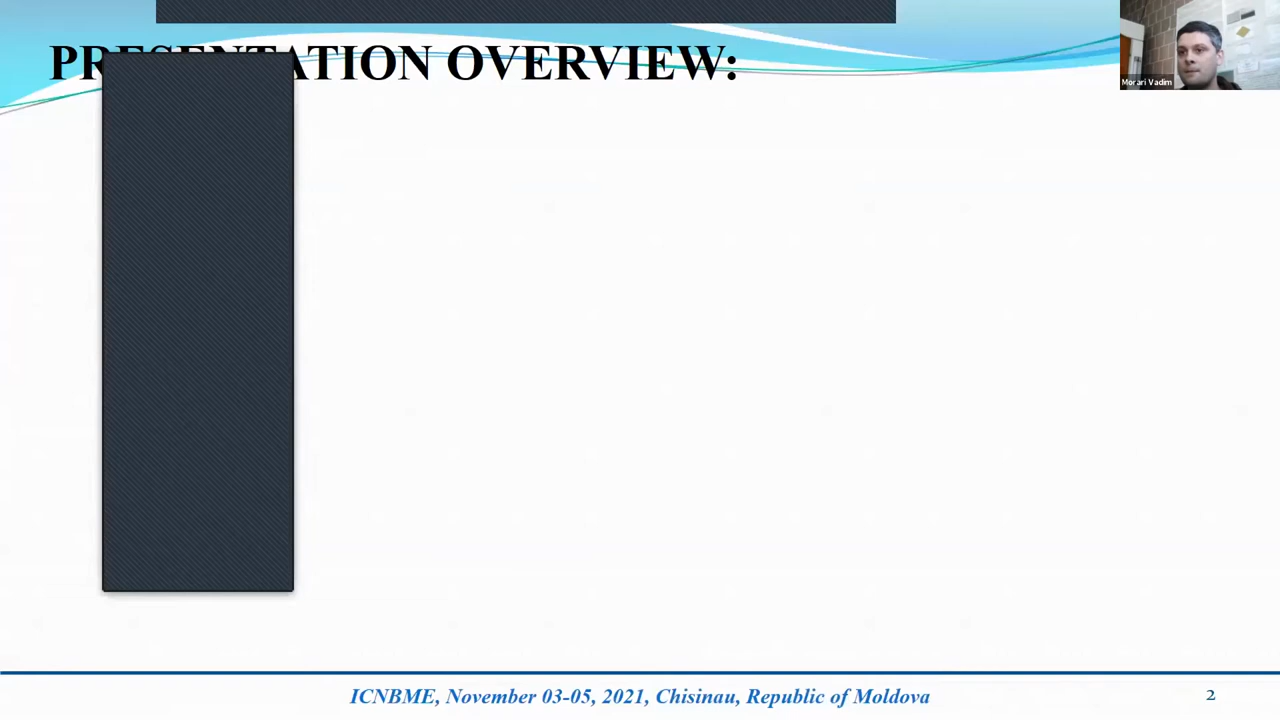 PRESENTATION OVERVIEW:
Morari Vadim
ICNBME, November 03-05, 2021, Chisinau, Republic of Moldova
2